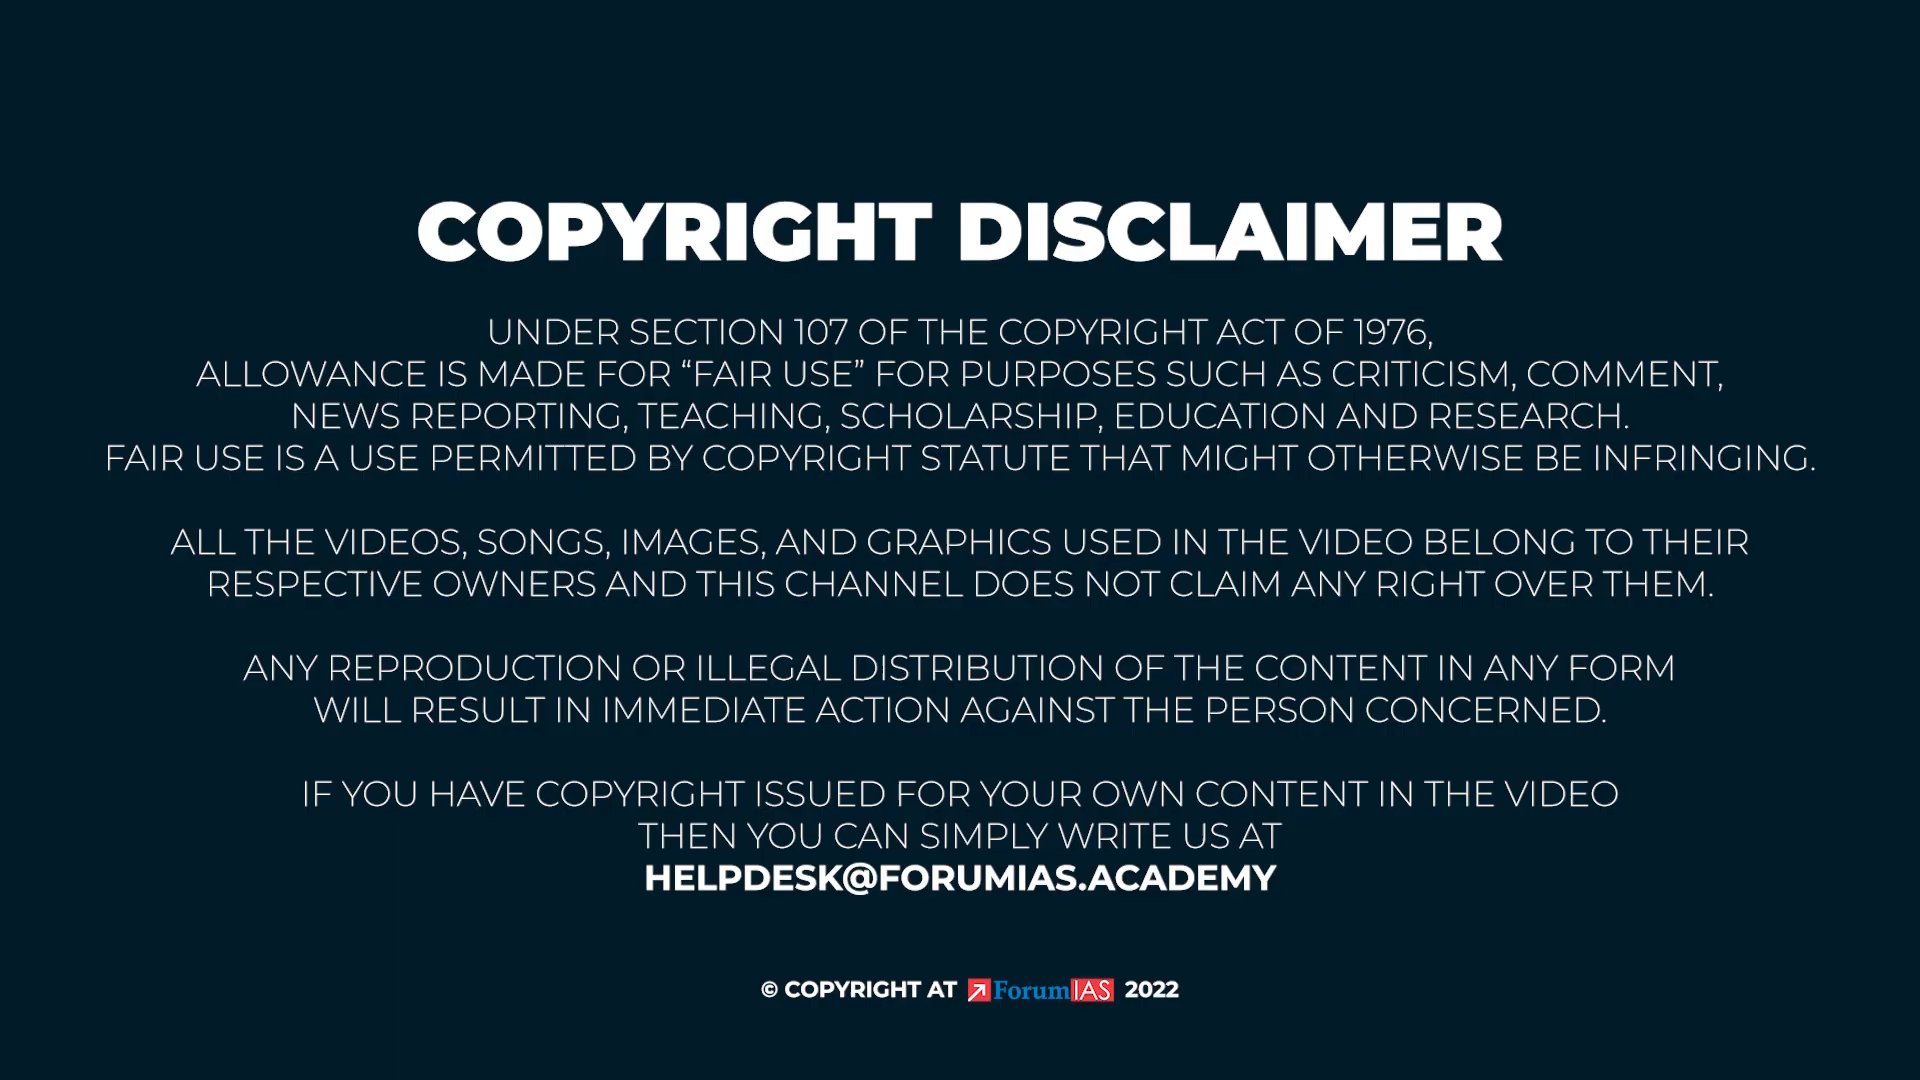 COPYRIGHT DISCLAIMER
UNDER SECTION 107 OF THE COPYRIGHT ACT OF 1976,
ALLOWANCE IS MADE FOR “FAIR USE” FOR PURPOSES SUCH AS CRITICISM, COMMENT,
NEWS REPORTING, TEACHING, SCHOLARSHIP, EDUCATION AND RESEARCH.
FAIR USE IS A USE PERMITTED BY COPYRIGHT STATUTE THAT MIGHT OTHERWISE BE INFRINGING.
ALL THE VIDEOS, SONGS, IMAGES, AND GRAPHICS USED IN THE VIDEO BELONG TO THEIR
RESPECTIVE OWNERS AND THIS CHANNEL DOES NOT CLAIM ANY RIGHT OVER THEM.
ANY REPRODUCTION OR ILLEGAL DISTRIBUTION OF THE CONTENT IN ANY FORM
WILL RESULT IN IMMEDIATE ACTION AGAINST THE PERSON CONCERNED.
IF YOU HAVE COPYRIGHT ISSUED FOR YOUR OWN CONTENT IN THE VIDEO
THEN YOU CAN SIMPLY WRITE US AT
HELPDESK@FORUMIAS.ACADEMY
© COPYRIGHT AT ForumIAS 2022